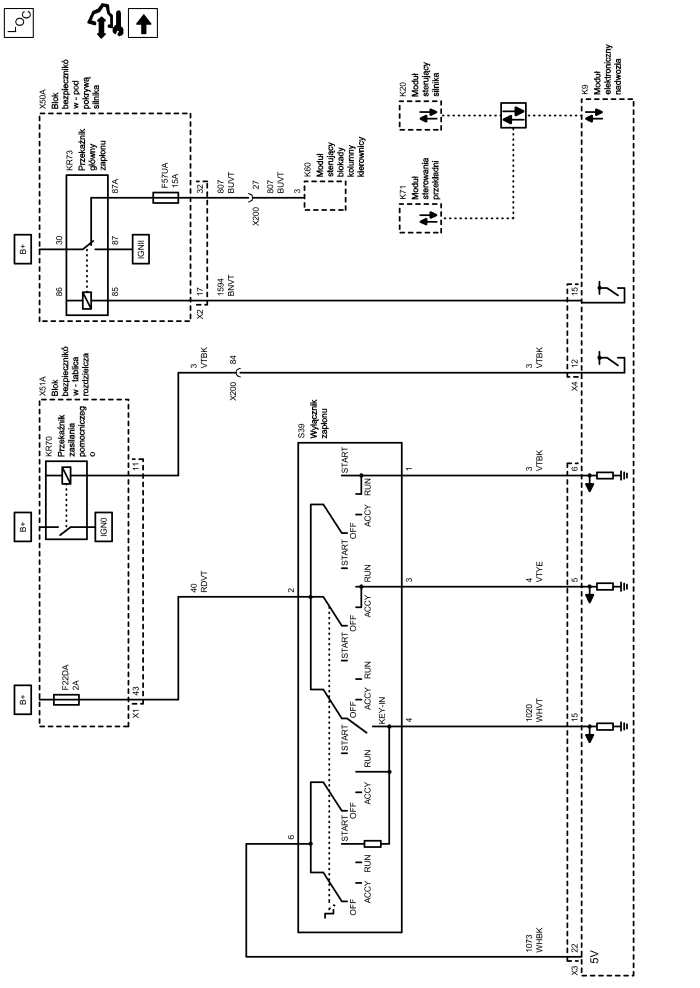 LOC
X50A
Blok
bezpiecznikó
w - pod
pokrywą
silnika
KR73
Przekaźnik
główny
zapłonu
B+
30
86
87A
87
85
IGNII
F57UA
15A
X2
17
32
1594
BNVT
807
BUVT
X200
27
807
BUVT
3
K60
Moduł
sterujący
blokady
kolumny
kierownicy
K20
Moduł
sterujący
silnika
K71
Moduł
sterowania
przekładni
K9
Moduł
elektroniczny
nadwozia
X51A
Blok
bezpiecznikó
w - tablica
rozdzielcza
KR70
Przekaźnik
zasilania
pomocniczeg
o
B+
IGN0
B+
F22DA
2A
X1
43
11
3
VTBK
X200
84
3
VTBK
X4
12
15
40
RDVT
2
6
S39
Wyłącznik
zapłonu
OFF
ACCY
RUN
START
OFF
ACCY
RUN
START
OFF
ACCY
RUN
START
OFF
ACCY
RUN
START
OFF
ACCY
RUN
START
KEY-IN
4
3
1
1073
WHBK
1020
WHVT
4
VTYE
3
VTBK
X3
22
15
5
6
5V